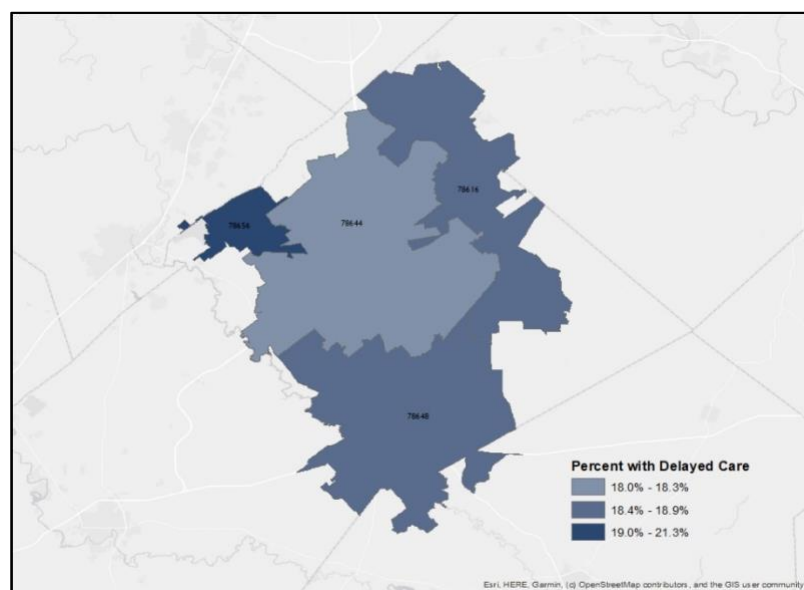 78616
78644
78656
78648
Percent with Delayed Care
18.0% - 18.3%
18.4% - 18.9%
19.0% - 21.3%
Esri, HERE, Garmin, (c) OpenStreetMap contributors, and the GIS user community